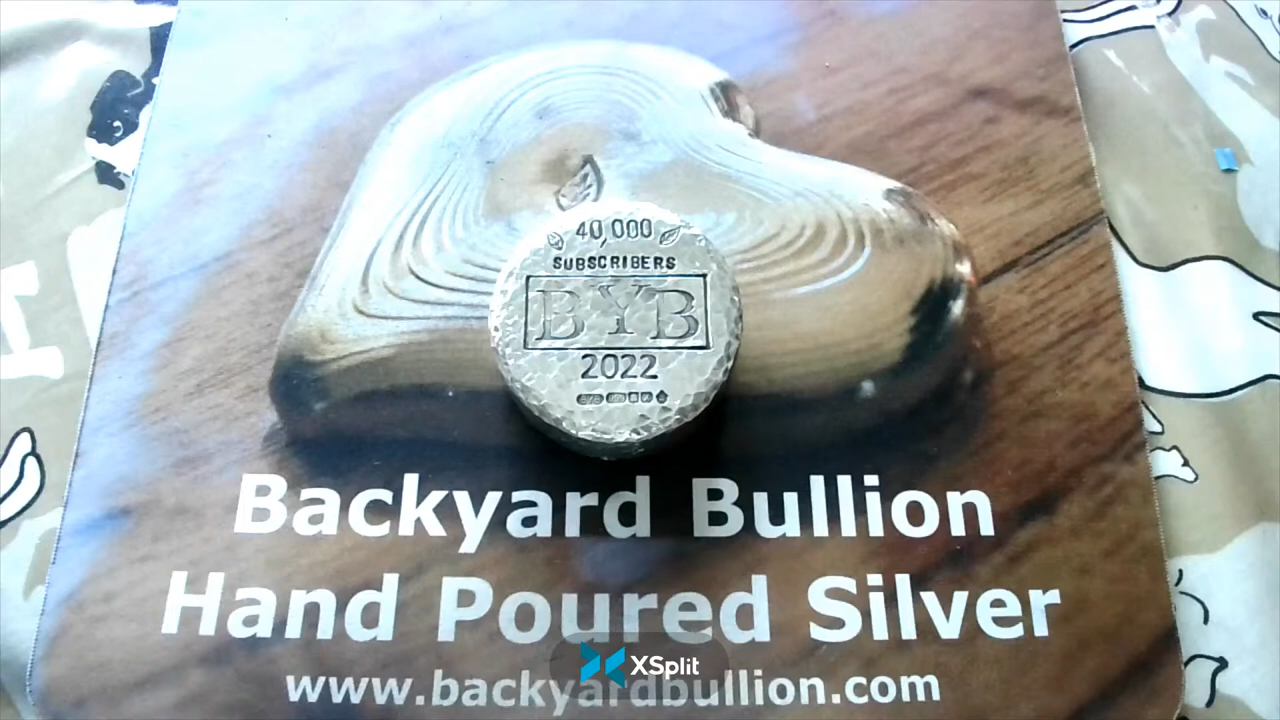 40,000
SUBSCRIBERS
BYB
2022
Backyard Bullion
Hand Poured Silver
XSplit
www.backyardbullion.com